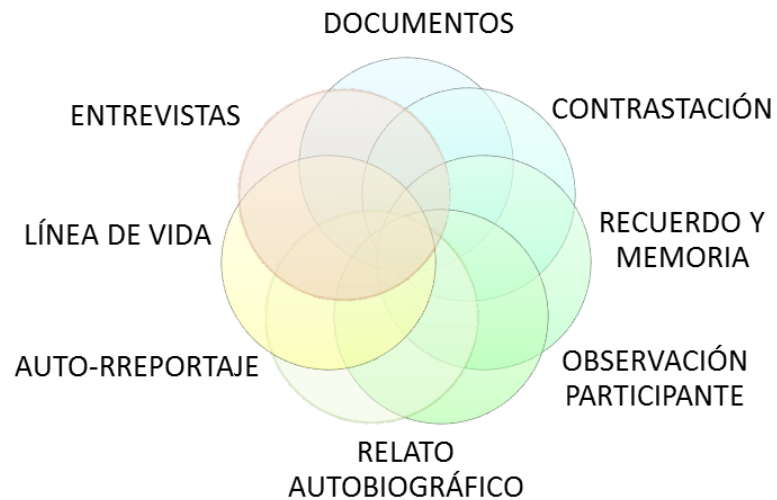 DOCUMENTOS
CONTRASTACIÓN
RECUERDO Y
MEMORIA
OBSERVACIÓN
PARTICIPANTE
RELATO
AUTOBIOGRÁFICO
AUTO-RREPORTAJE
LÍNEA DE VIDA
ENTREVISTAS